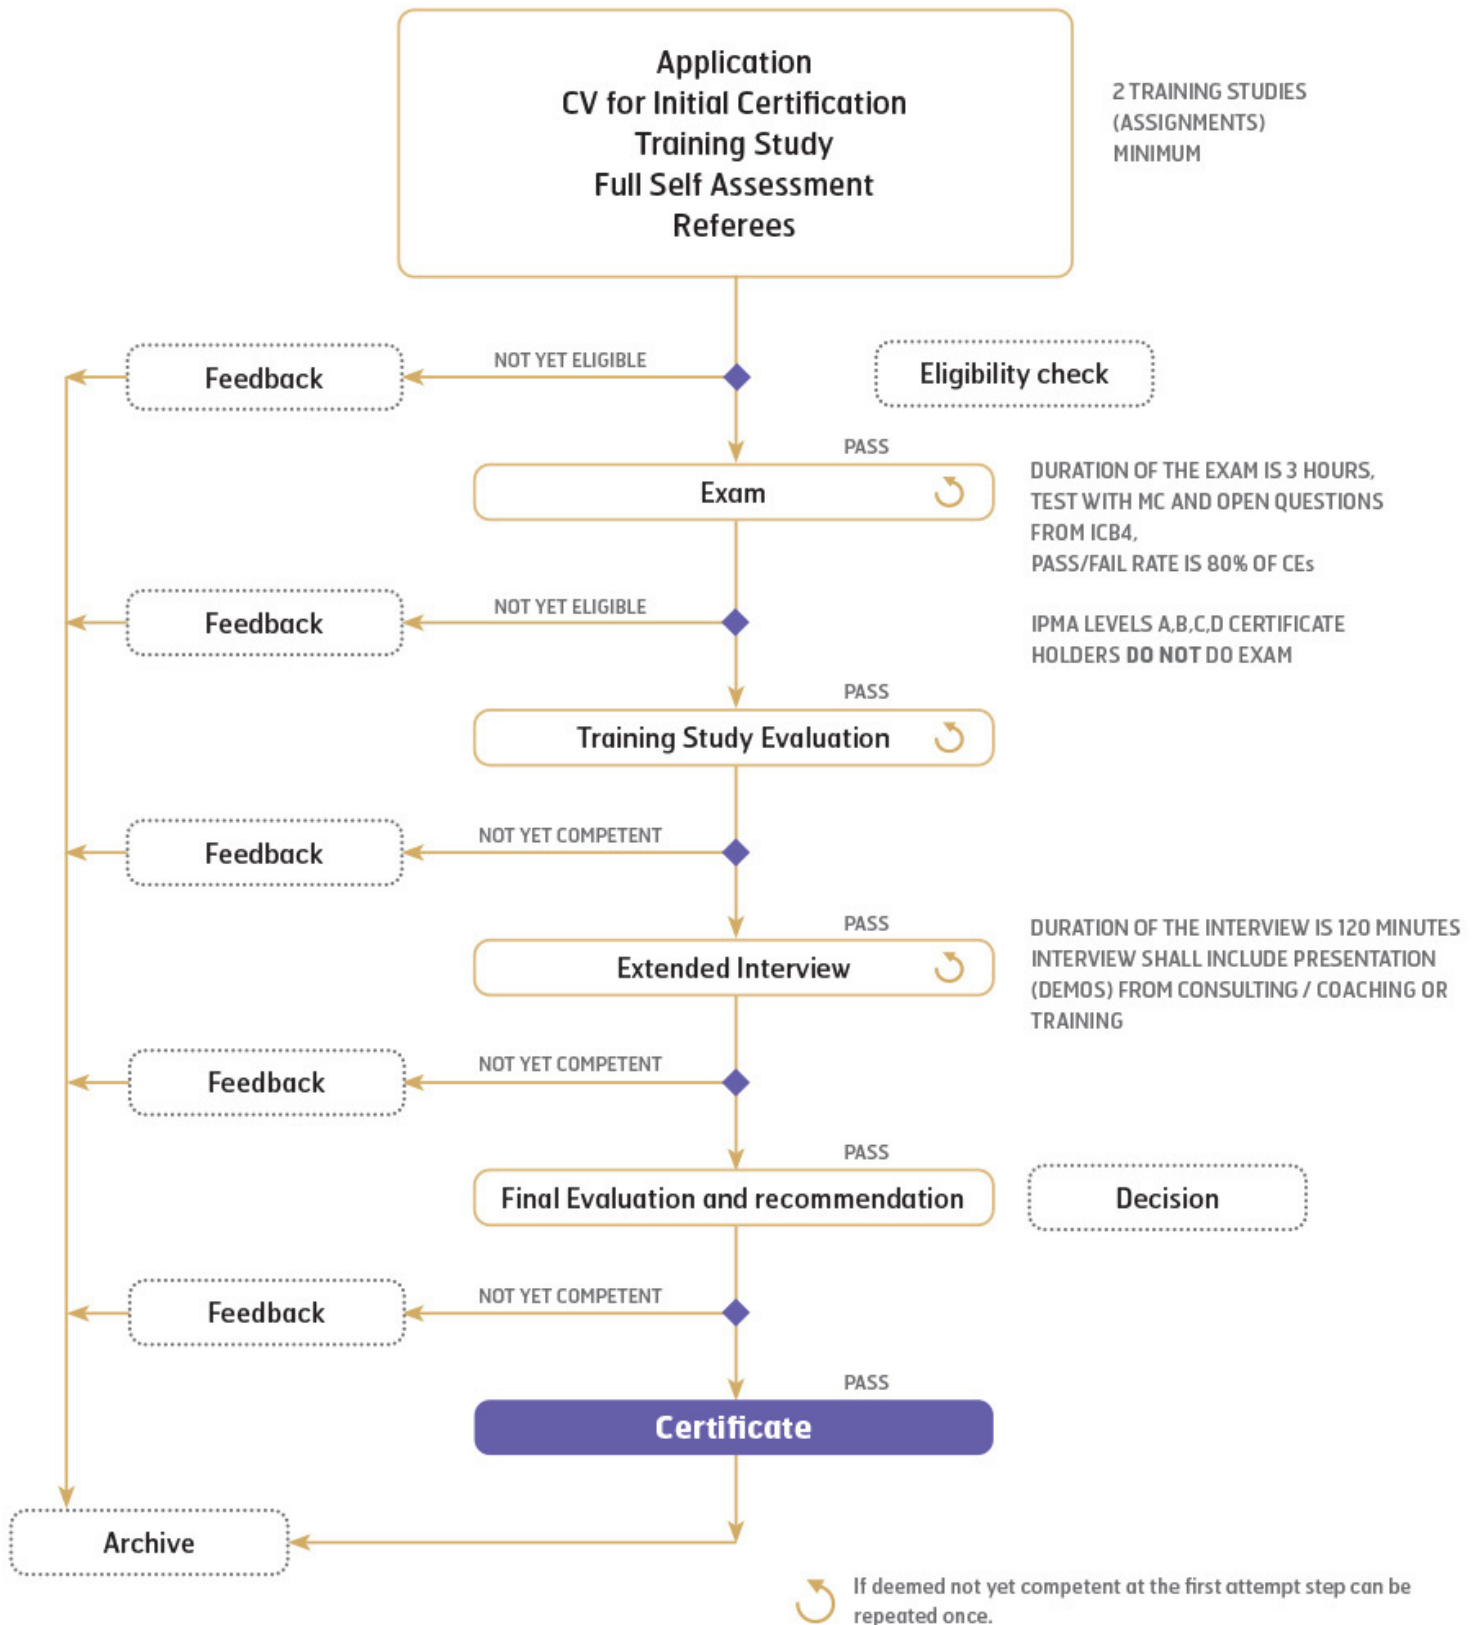 Application
CV for Initial Certification
Training Study
Full Self Assessment
Referees
2 TRAINING STUDIES
(ASSIGNMENTS)
MINIMUM
Feedback
NOT YET ELIGIBLE
Eligibility check
PASS
Exam
DURATION OF THE EXAM IS 3 HOURS,
TEST WITH MC AND OPEN QUESTIONS
FROM ICB4,
PASS/FAIL RATE IS 80% OF CEs
Feedback
NOT YET ELIGIBLE
IPMA LEVELS A,B,C,D CERTIFICATE
HOLDERS DO NOT DO EXAM
PASS
Training Study Evaluation
Feedback
NOT YET COMPETENT
PASS
Extended Interview
DURATION OF THE INTERVIEW IS 120 MINUTES
INTERVIEW SHALL INCLUDE PRESENTATION
(DEMOS) FROM CONSULTING / COACHING OR
TRAINING
Feedback
NOT YET COMPETENT
PASS
Final Evaluation and recommendation
Decision
Feedback
NOT YET COMPETENT
PASS
Certificate
Archive
If deemed not yet competent at the first attempt step can be
repeated once.